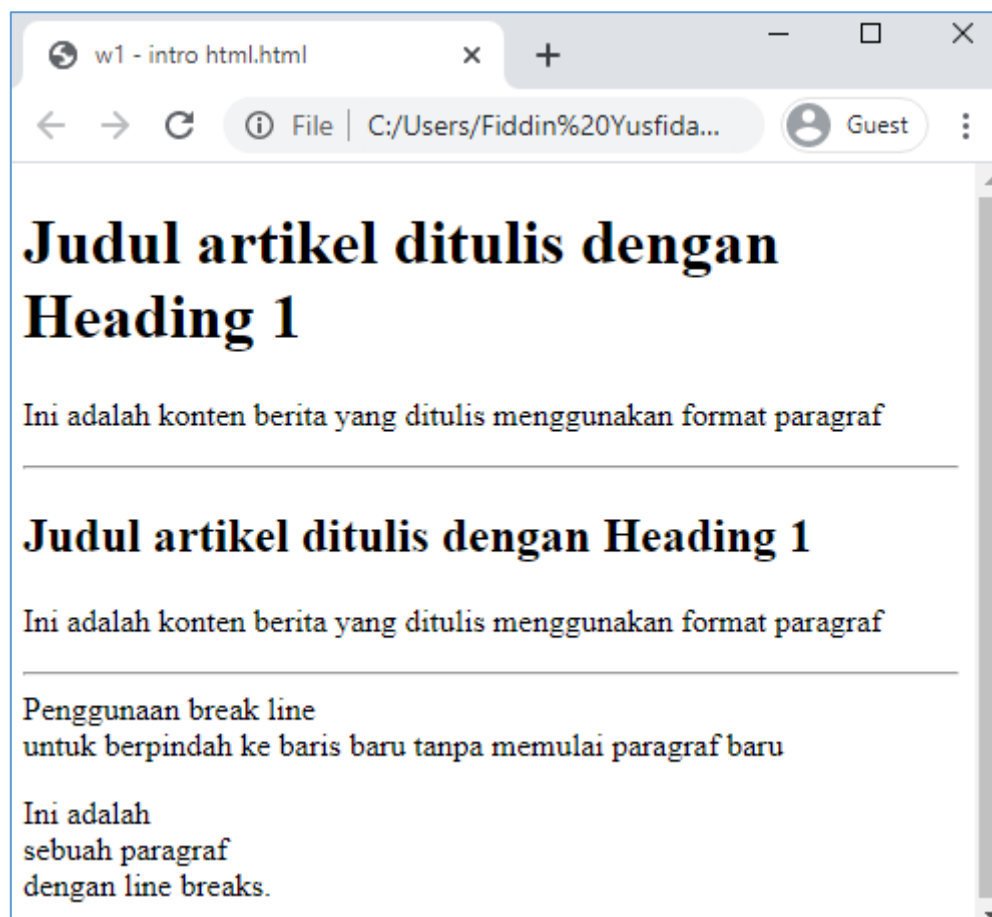 w1 - intro html.html
File | C:/Users/Fiddin%20Yusfida... Guest
Judul artikel ditulis dengan
Heading 1
Ini adalah konten berita yang ditulis menggunakan format paragraf
Judul artikel ditulis dengan Heading 1
Ini adalah konten berita yang ditulis menggunakan format paragraf
Penggunaan break line
untuk berpindah ke baris baru tanpa memulai paragraf baru
Ini adalah
sebuah paragraf
dengan line breaks.